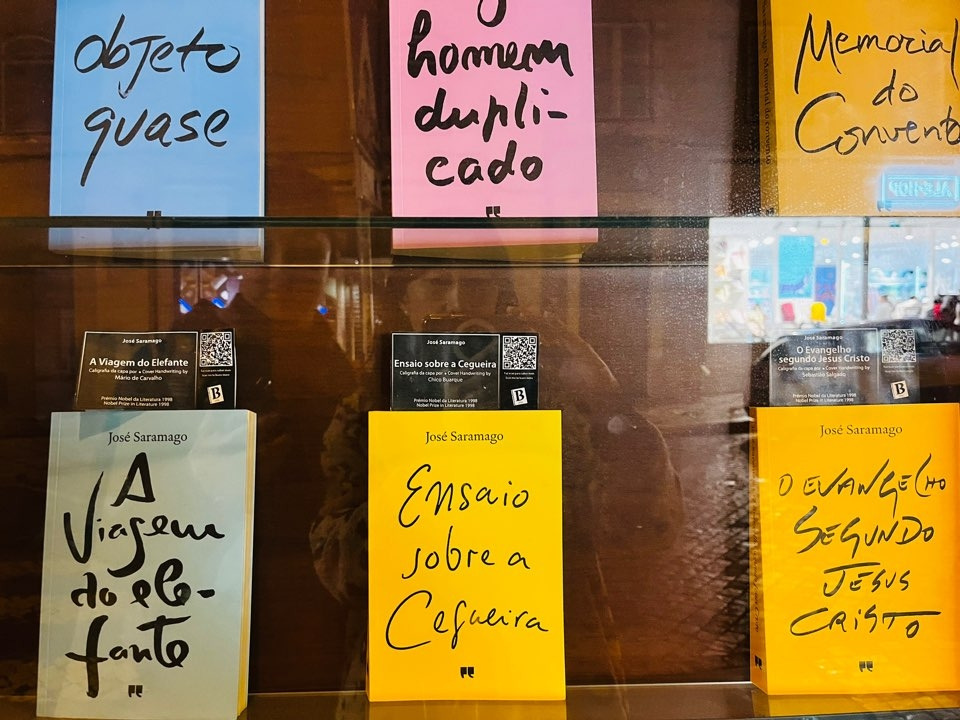 objeto
quase
homem
dupli-
cado
Memorial
do
Convento
José Saramago
A Viagem do Elefante
Caligrafia da capa por • Cover Handwriting by
Mário de Carvalho
Prémio Nobel da Literatura 1998
Nobel Prize in Literature 1998
B
José Saramago
Ensaio sobre a Cegueira
Caligrafia da capa por • Cover Handwriting by
Chico Buarque
Prémio Nobel da Literatura 1998
Nobel Prize in Literature 1998
B
José Saramago
O Evangelho
segundo Jesus Cristo
Caligrafia da capa por • Cover Handwriting by
Sebastião Salgado
Prémio Nobel da Literatura 1998
Nobel Prize in Literature 1998
B
José Saramago
A
Viagem
do ele-
fante
José Saramago
Ensaio
sobre a
Cegueira
José Saramago
O EVANGELHO
SEGUNDO
JESUS
CRISTO